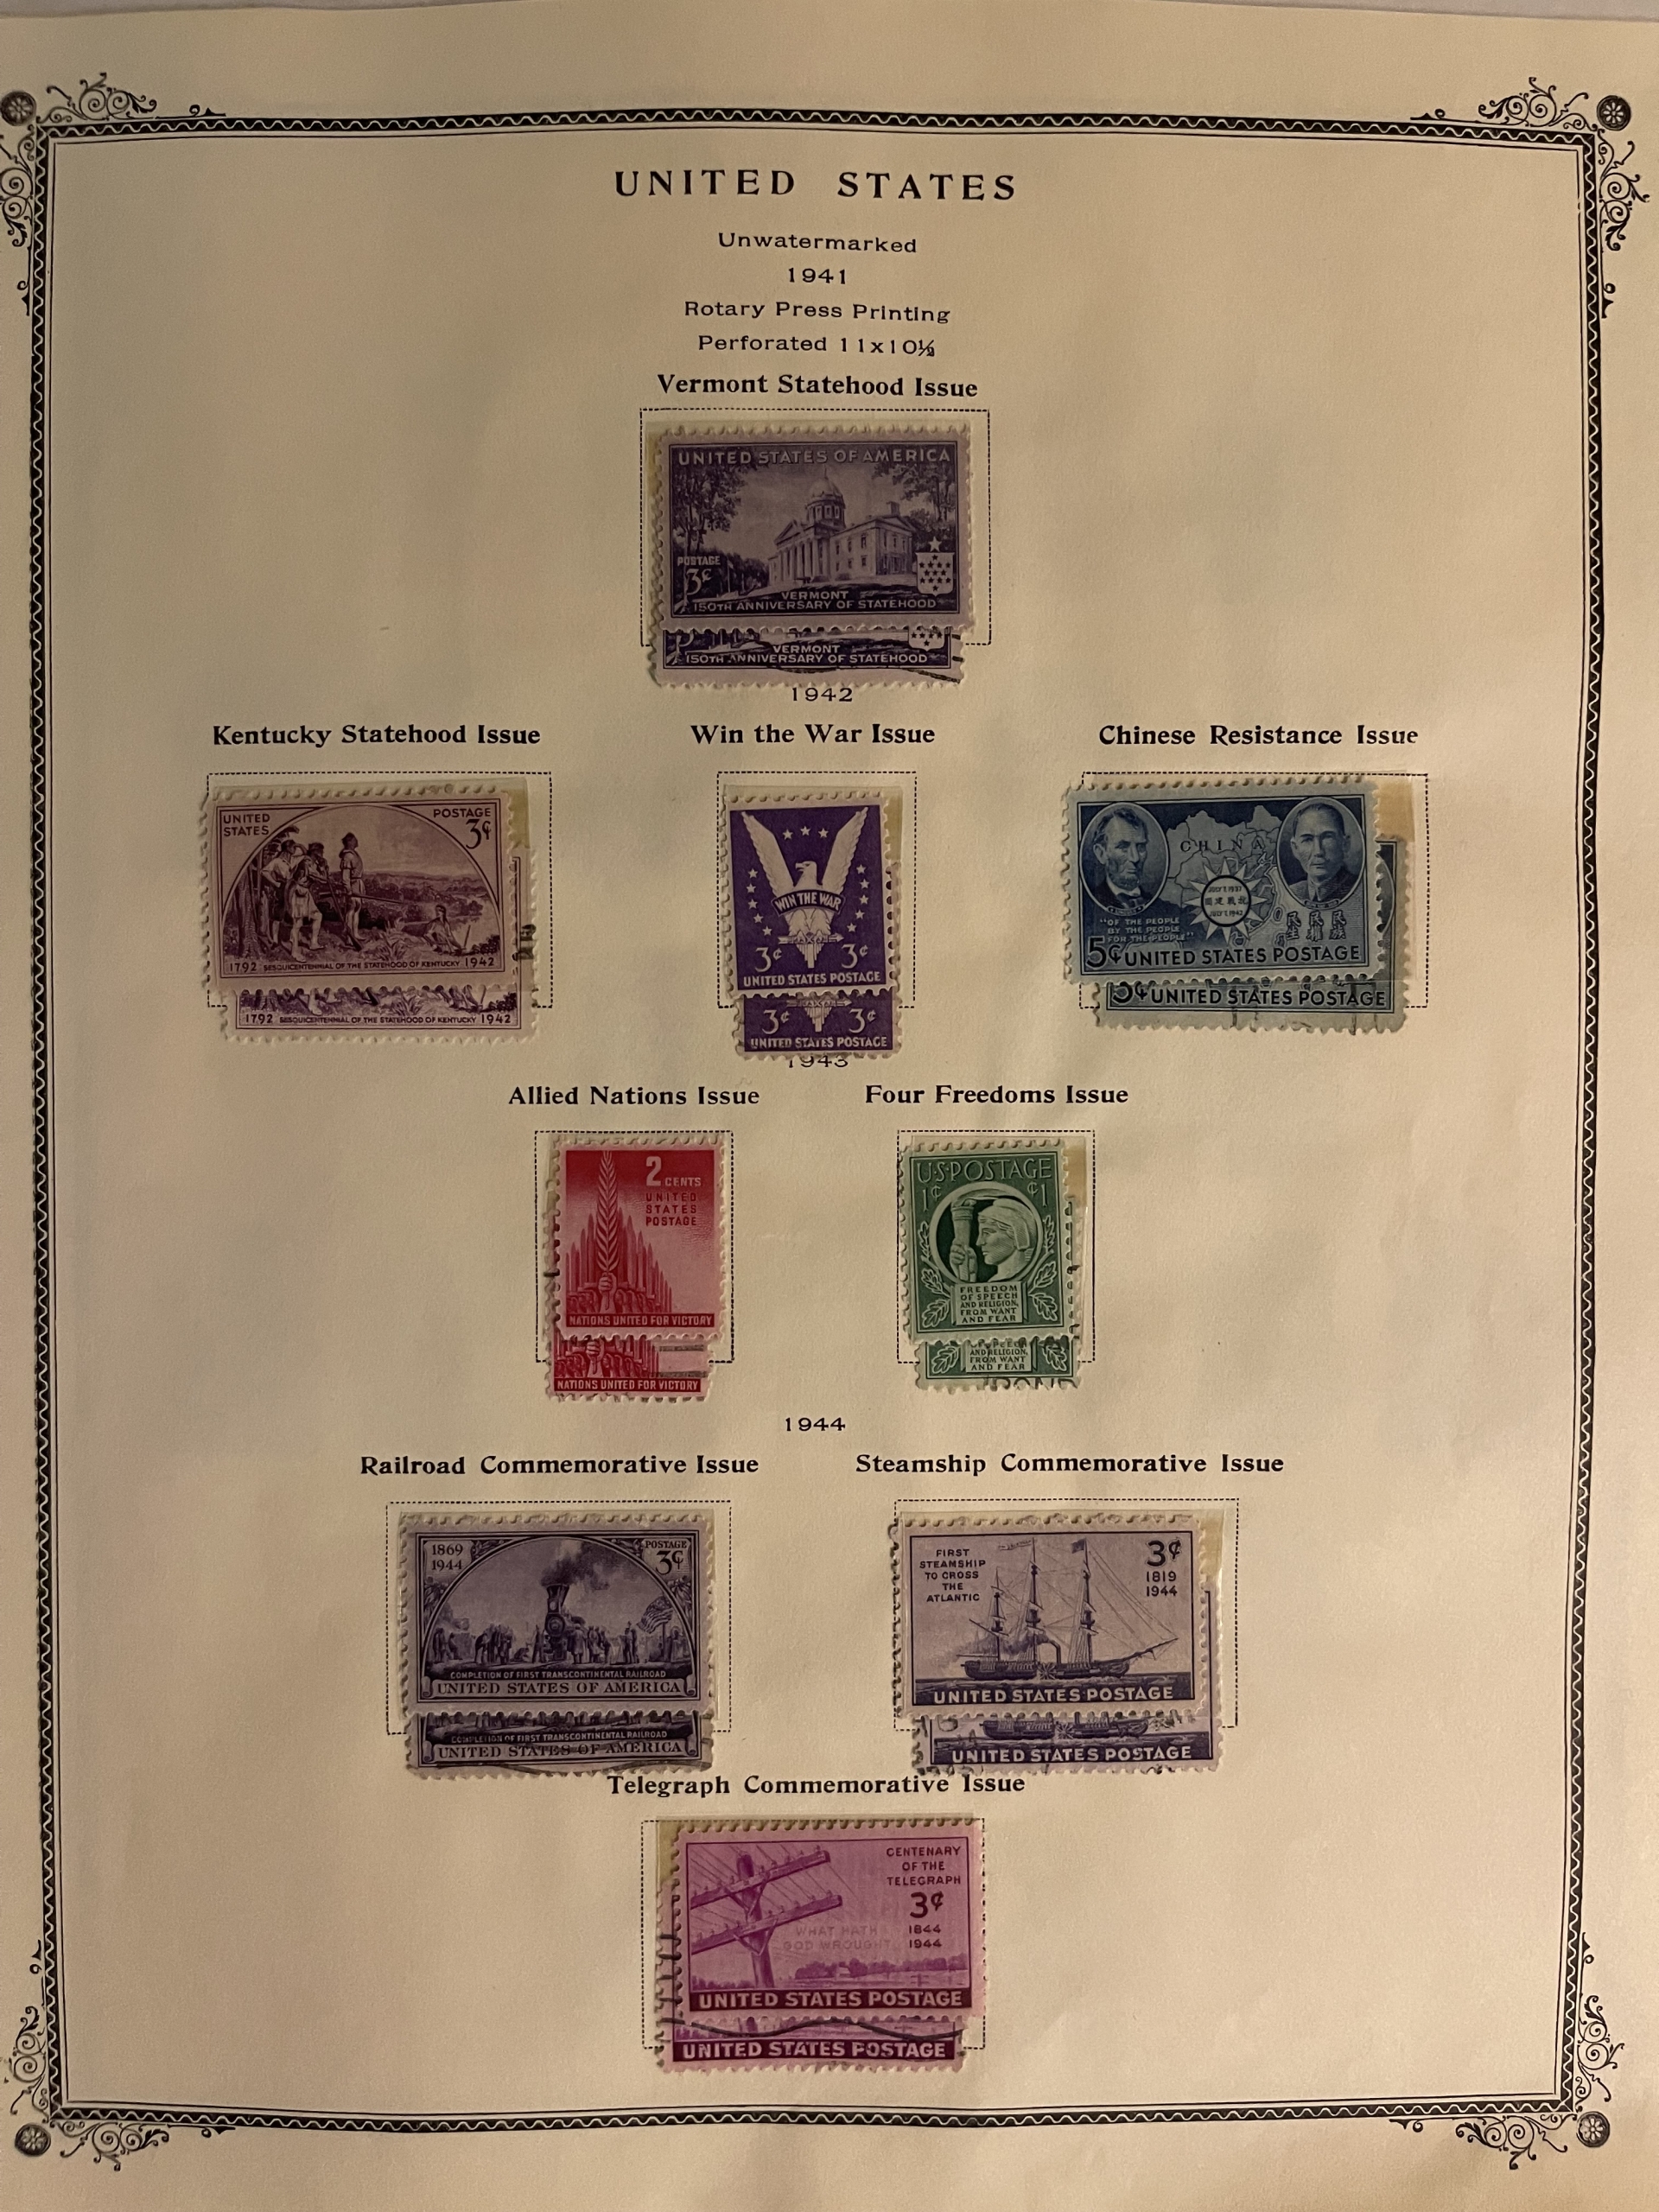 UNITED STATES
Unwatermarked
1941
Rotary Press Printing
Perforated 11x10½
Vermont Statehood Issue
UNITED STATES OF AMERICA
POSTAGE
3¢
VERMONT
150TH ANNIVERSARY OF STATEHOOD
VERMONT
150TH ANNIVERSARY OF STATEHOOD
1942
Kentucky Statehood Issue
UNITED STATES
POSTAGE
3¢
1792 SESQUICENTENNIAL OF THE STATEHOOD OF KENTUCKY 1942
1792 SESQUICENTENNIAL OF THE STATEHOOD OF KENTUCKY 1942
Win the War Issue
WIN THE WAR
3¢ 3¢
UNITED STATES POSTAGE
3¢ 3¢
UNITED STATES POSTAGE
Chinese Resistance Issue
CHINA
JULY 7, 1937
JULY 7, 1942
"OF THE PEOPLE
BY THE PEOPLE
FOR THE PEOPLE"
5¢ UNITED STATES POSTAGE
5¢ UNITED STATES POSTAGE
1943
Allied Nations Issue
2 CENTS
UNITED
STATES
POSTAGE
NATIONS UNITED FOR VICTORY
NATIONS UNITED FOR VICTORY
Four Freedoms Issue
U·S·POSTAGE
1¢ ¢1
FREEDOM
OF SPEECH
AND RELIGION,
FROM WANT
AND FEAR
OF SPEECH
AND RELIGION,
FROM WANT
AND FEAR
1944
Railroad Commemorative Issue
1869
1944
POSTAGE
3¢
COMPLETION OF FIRST TRANSCONTINENTAL RAILROAD
UNITED STATES OF AMERICA
COMPLETION OF FIRST TRANSCONTINENTAL RAILROAD
UNITED STATES OF AMERICA
Steamship Commemorative Issue
FIRST
STEAMSHIP
TO CROSS
THE
ATLANTIC
3¢
1819
1944
UNITED STATES POSTAGE
UNITED STATES POSTAGE
Telegraph Commemorative Issue
CENTENARY
OF THE
TELEGRAPH
3¢
1844
1944
WHAT HATH
GOD WROUGHT
UNITED STATES POSTAGE
UNITED STATES POSTAGE